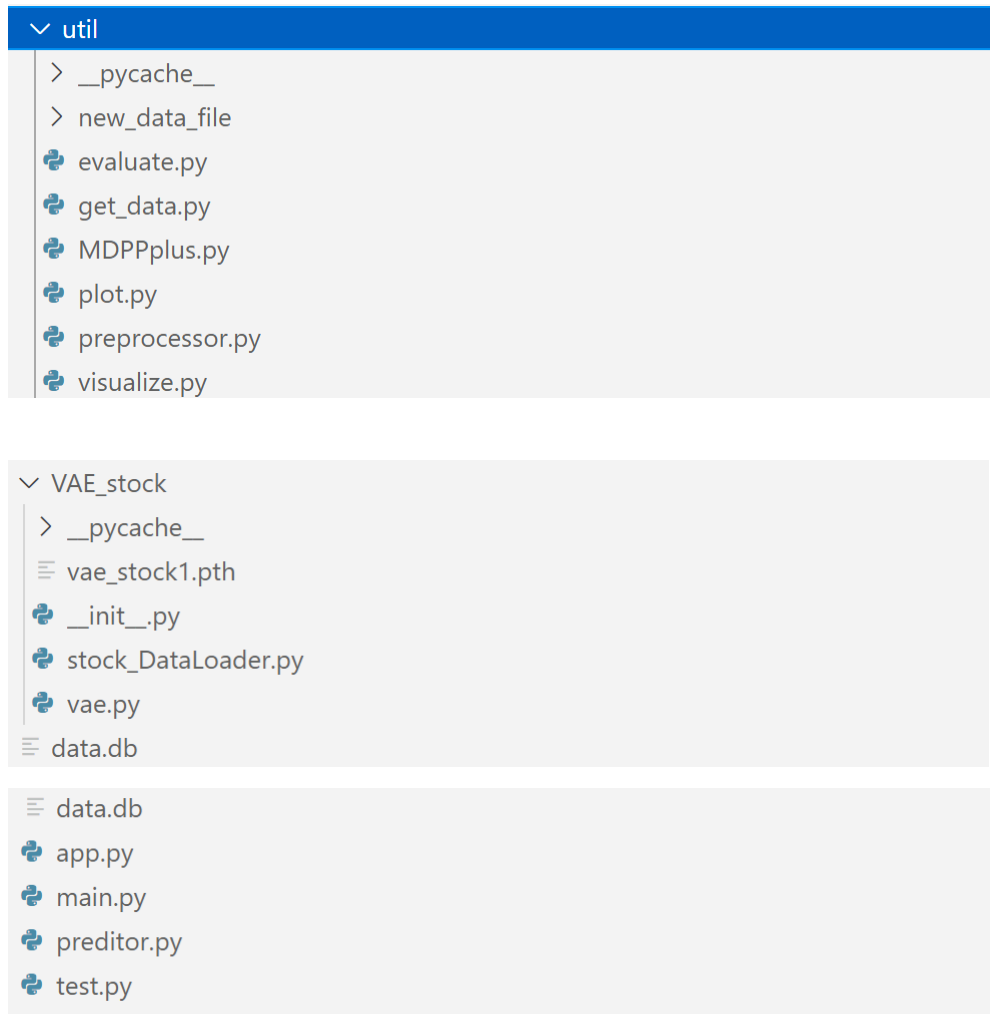 util
__pycache__
new_data_file
evaluate.py
get_data.py
MDPPplus.py
plot.py
preprocessor.py
visualize.py
VAE_stock
__pycache__
vae_stock1.pth
__init__.py
stock_DataLoader.py
vae.py
data.db
data.db
app.py
main.py
preditor.py
test.py